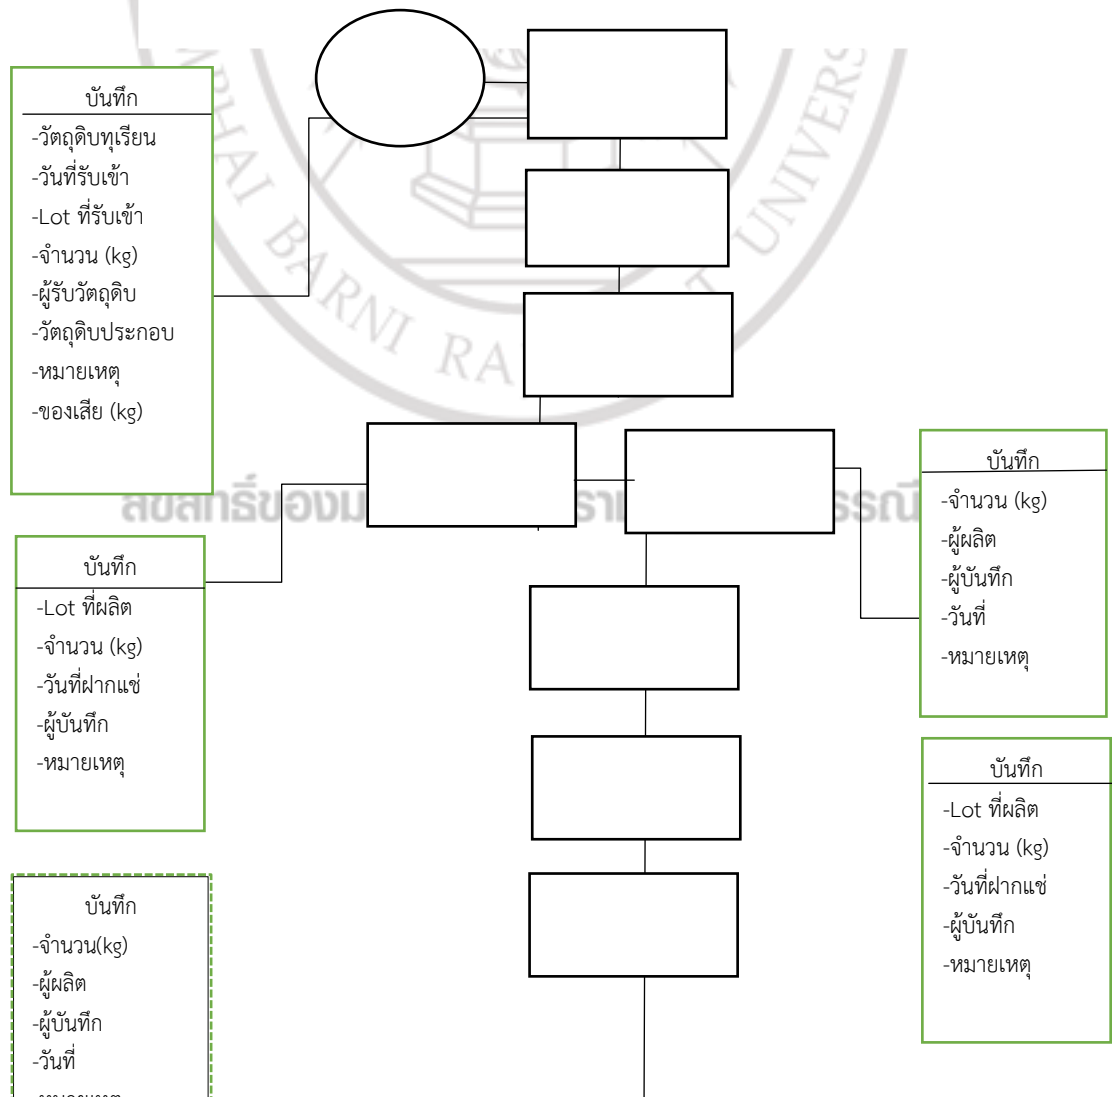 บันทึก
-วัตถุดิบทุเรียน
-วันที่รับเข้า
-Lot ที่รับเข้า
-จำนวน (kg)
-ผู้รับวัตถุดิบ
-วัตถุดิบประกอบ
-หมายเหตุ
-ของเสีย (kg)
บันทึก
-Lot ที่ผลิต
-จำนวน (kg)
-วันที่ฝากแช่
-ผู้บันทึก
-หมายเหตุ
บันทึก
-จำนวน(kg)
-ผู้ผลิต
-ผู้บันทึก
-วันที่
-หมายเหตุ
บันทึก
-จำนวน (kg)
-ผู้ผลิต
-ผู้บันทึก
-วันที่
-หมายเหตุ
บันทึก
-Lot ที่ผลิต
-จำนวน (kg)
-วันที่ฝากแช่
-ผู้บันทึก
-หมายเหตุ
BARNI